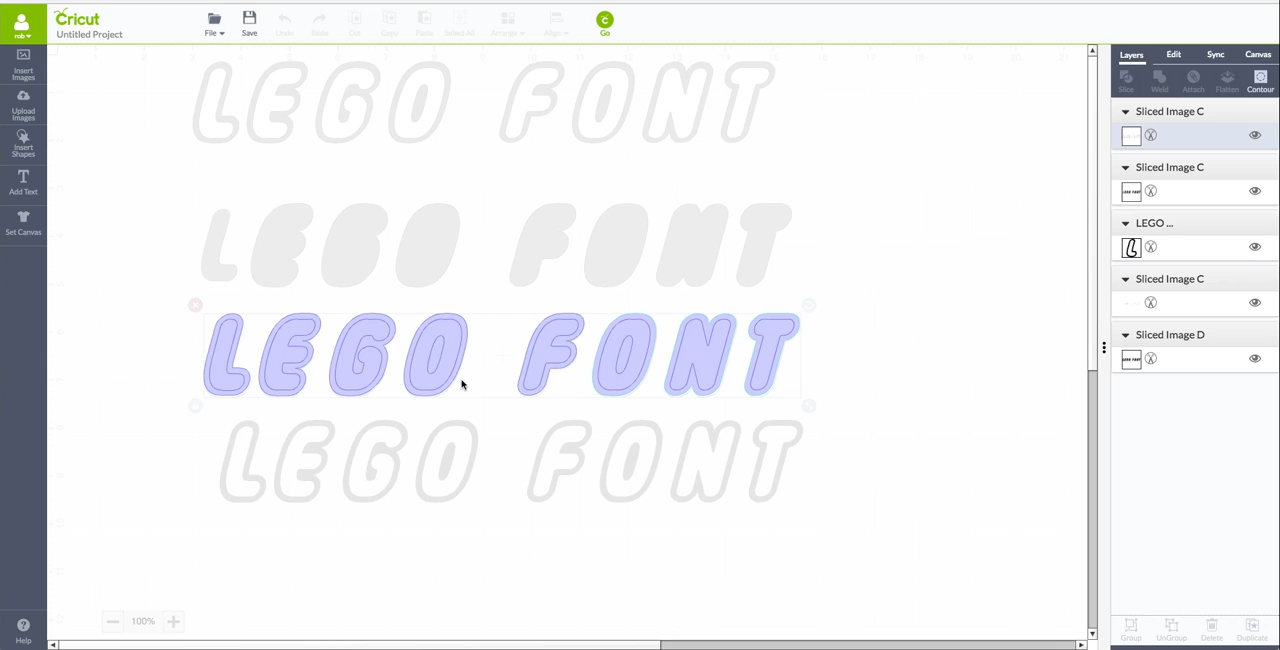 Cricut
Untitled Project
rob
File
Save
Undo
Redo
Cut
Copy
Paste
Select All
Arrange
Align
C
Go
Insert
Images
Upload
Images
Insert
Shapes
Add Text
Set Canvas
Help
LEGO FONT
LEGO FONT
LEGO FONT
LEGO FONT
100%
Layers
Edit
Sync
Canvas
Slice
Weld
Attach
Flatten
Contour
Sliced Image C
Sliced Image C
LEGO ...
Sliced Image C
Sliced Image D
Group
UnGroup
Delete
Duplicate